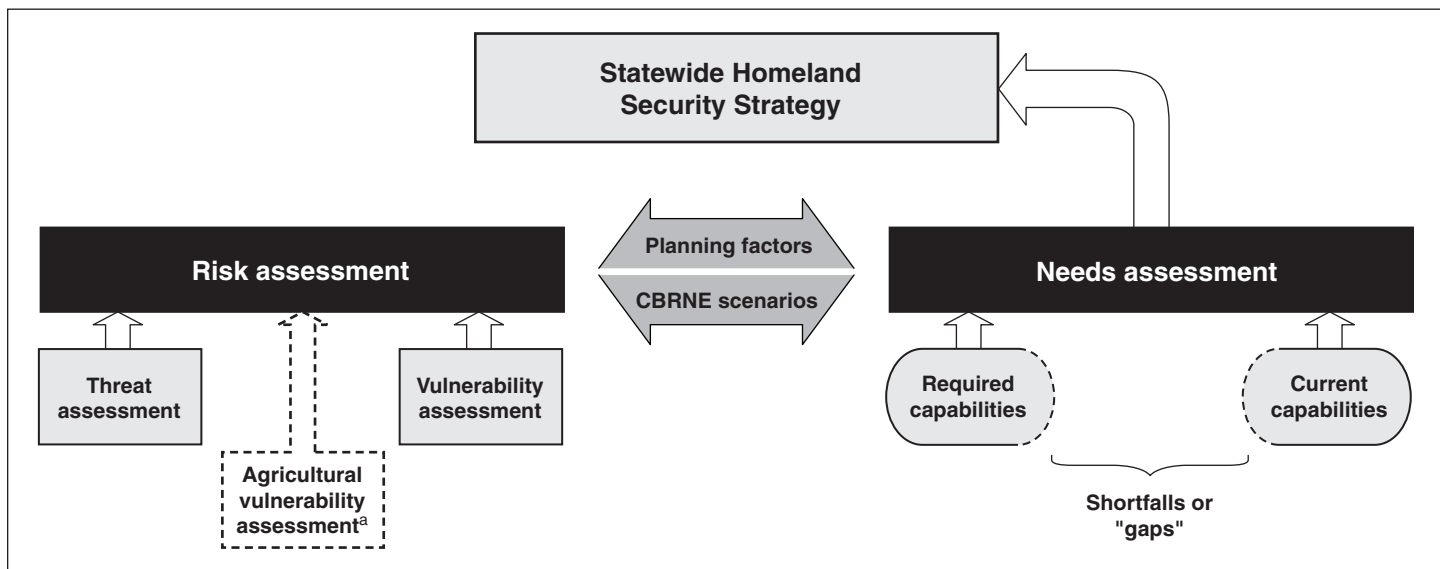 Statewide Homeland
Security Strategy
Planning factors
Risk assessment
Needs assessment
CBRNE scenarios
Threat
assessment
Vulnerability
assessment
Required
capabilities
Current
capabilities
Agricultural
vulnerability
assessmentᵃ
Shortfalls or
"gaps"